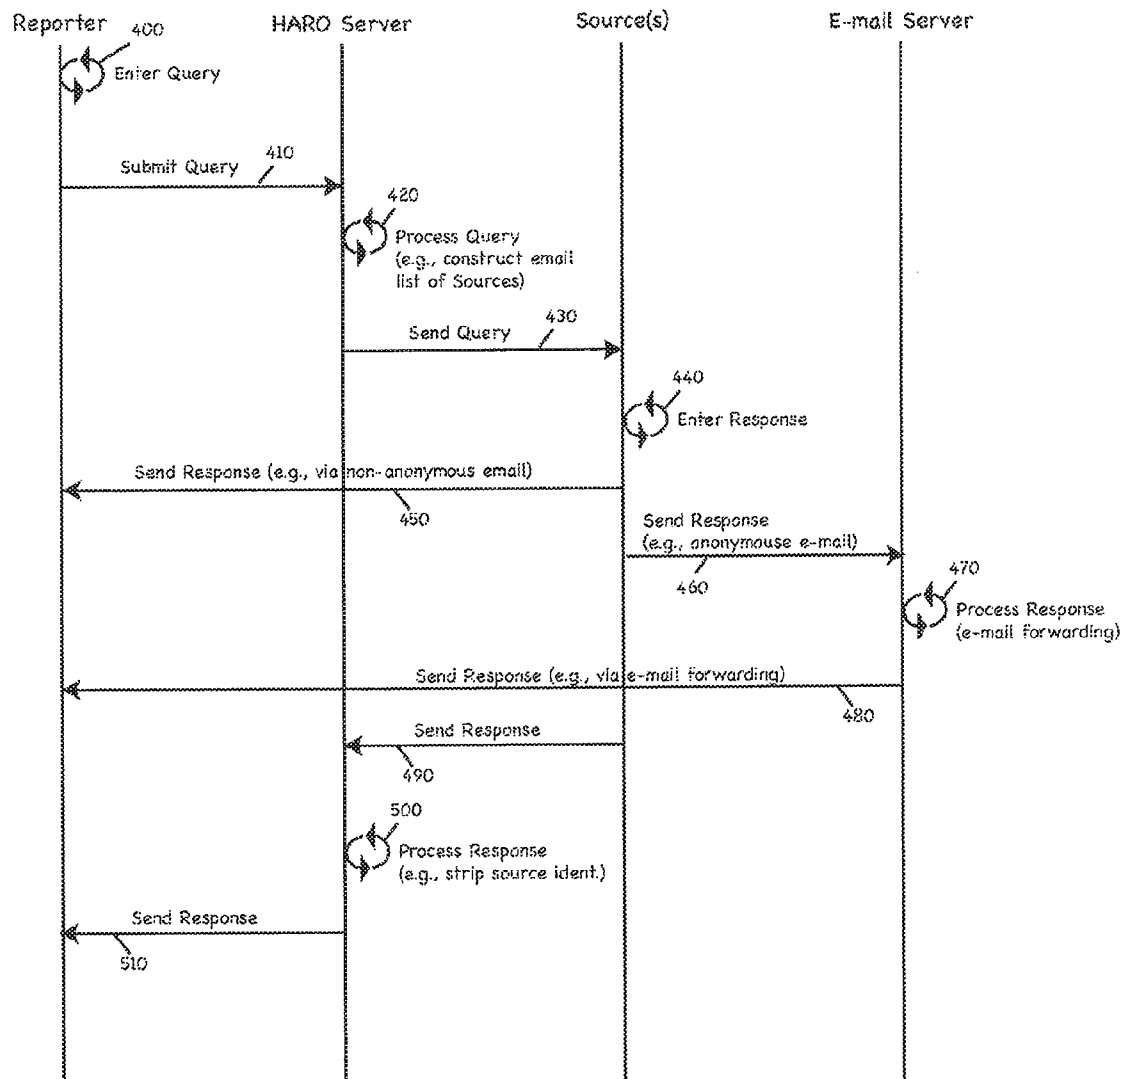 Reporter
HARO Server
Source(s)
E-mail Server
400
Enter Query
Submit Query
410
420
Process Query
(e.g., construct email
list of Sources)
Send Query
430
440
Enter Response
Send Response (e.g., via non-anonymous email)
450
Send Response
(e.g., anonymouse e-mail)
460
470
Process Response
(e-mail forwarding)
Send Response (e.g., via e-mail forwarding)
480
Send Response
490
500
Process Response
(e.g., strip source ident.)
Send Response
510